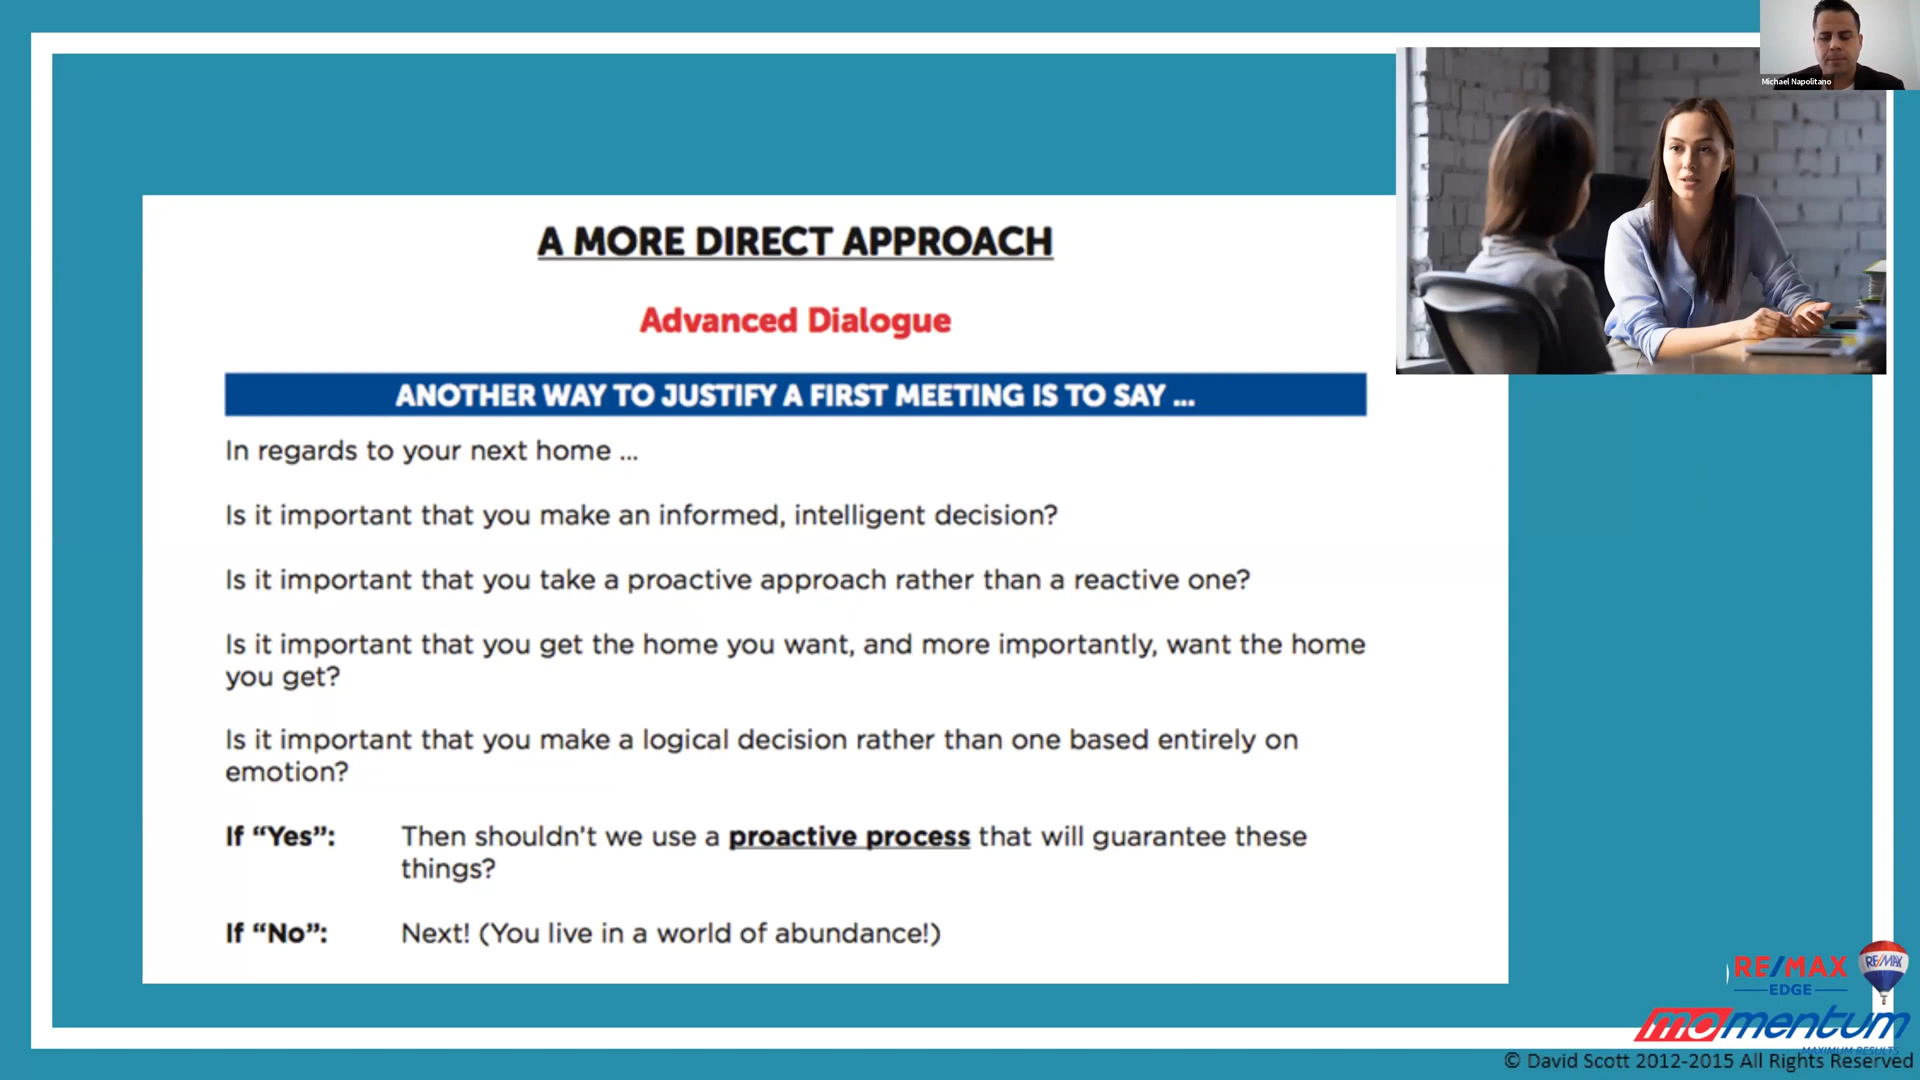 Michael Napolitano
A MORE DIRECT APPROACH
Advanced Dialogue
ANOTHER WAY TO JUSTIFY A FIRST MEETING IS TO SAY ...
In regards to your next home ...
Is it important that you make an informed, intelligent decision?
Is it important that you take a proactive approach rather than a reactive one?
Is it important that you get the home you want, and more importantly, want the home
you get?
Is it important that you make a logical decision rather than one based entirely on
emotion?
If “Yes”: Then shouldn’t we use a proactive process that will guarantee these
things?
If “No”: Next! (You live in a world of abundance!)
RE/MAX
RE/MAX
EDGE
momentum
MAXIMUM RESULTS
© David Scott 2012-2015 All Rights Reserved